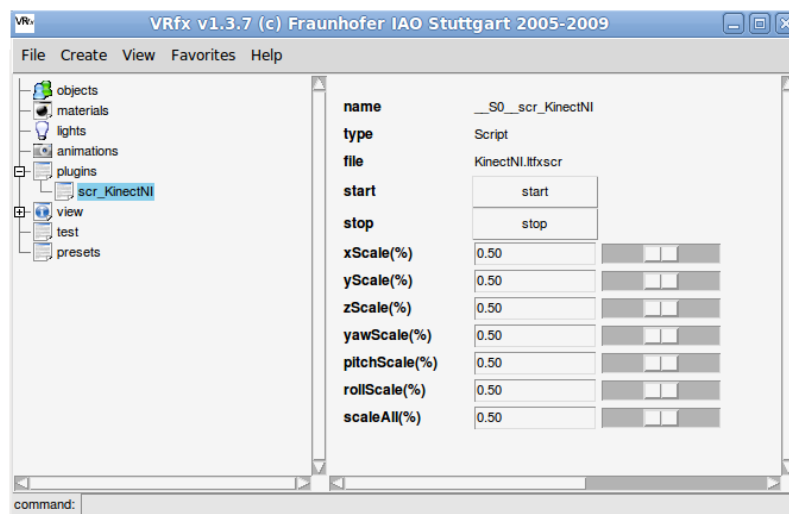 VRfx VRfx v1.3.7 (c) Fraunhofer IAO Stuttgart 2005-2009
File Create View Favorites Help
objects
materials
lights
animations
plugins
scr_KinectNI
view
test
presets
name __S0__scr_KinectNI
type Script
file KinectNI.ltfxscr
start start
stop stop
xScale(%) 0.50
yScale(%) 0.50
zScale(%) 0.50
yawScale(%) 0.50
pitchScale(%) 0.50
rollScale(%) 0.50
scaleAll(%) 0.50
command: